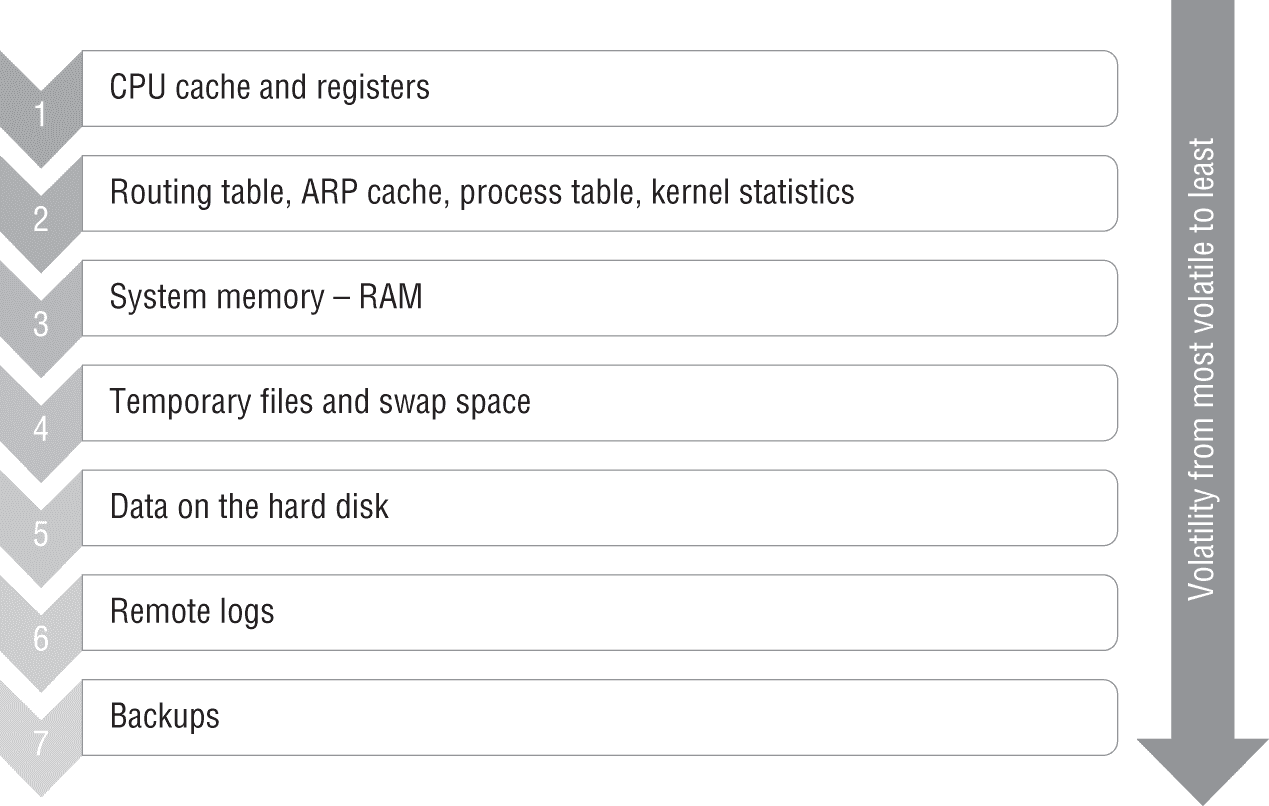 1
CPU cache and registers
2
Routing table, ARP cache, process table, kernel statistics
3
System memory – RAM
4
Temporary files and swap space
5
Data on the hard disk
6
Remote logs
7
Backups
Volatility from most volatile to least